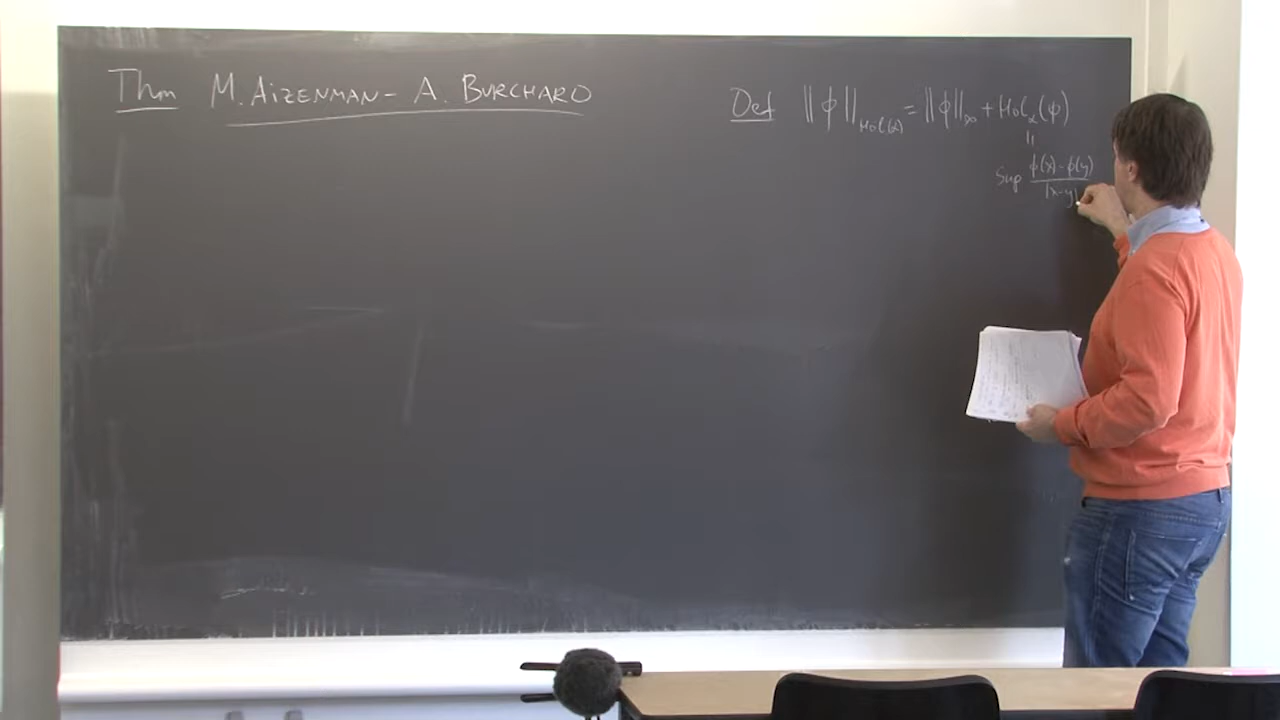 Thm M. AIZENMAN - A. BURCHARD
Def ‖ϕ‖_Höl(α) = ‖ϕ‖_∞ + Höl_α(φ)
||
Sup ϕ(x) - ϕ(y)
|x-y|